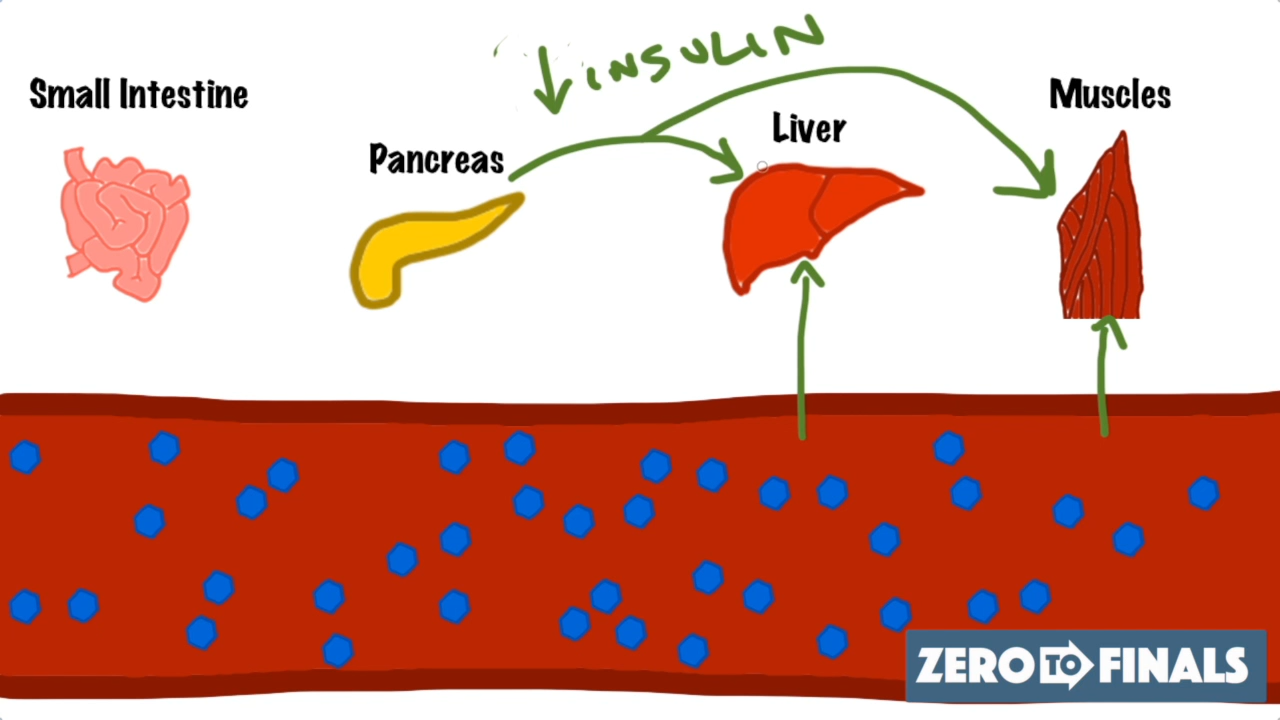 ↓ INSULIN
Small Intestine
Pancreas
Liver
Muscles
ZERO TO FINALS